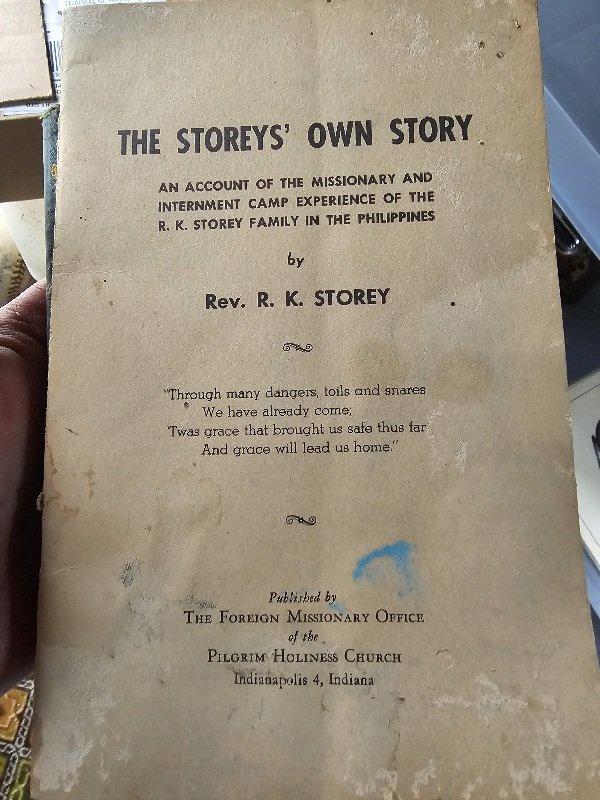 THE STOREYS' OWN STORY
AN ACCOUNT OF THE MISSIONARY AND
INTERNMENT CAMP EXPERIENCE OF THE
R. K. STOREY FAMILY IN THE PHILIPPINES
by
Rev. R. K. STOREY
"Through many dangers, toils and snares
We have already come;
'Twas grace that brought us safe thus far
And grace will lead us home."
Published by
THE FOREIGN MISSIONARY OFFICE
of the
PILGRIM HOLINESS CHURCH
Indianapolis 4, Indiana